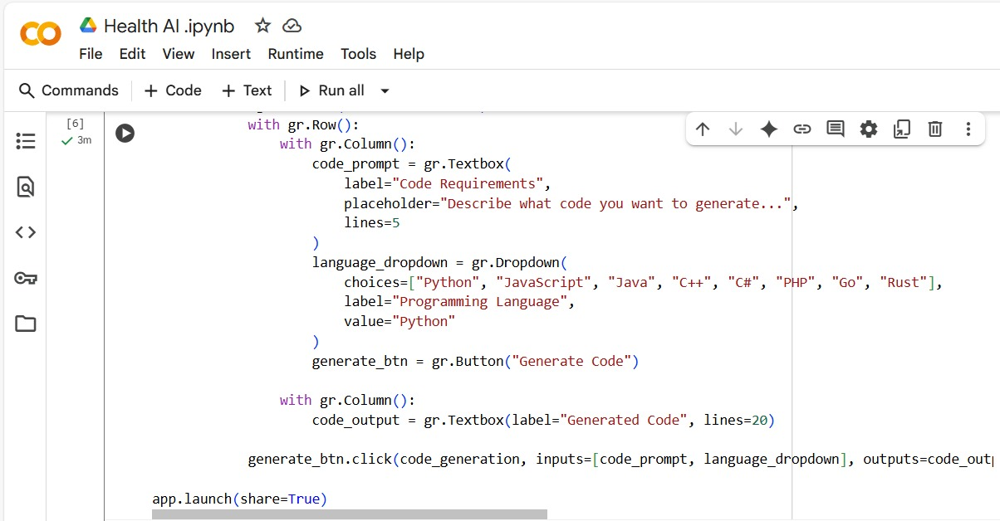 Health AI .ipynb
File Edit View Insert Runtime Tools Help
Commands + Code + Text Run all
[6]
3m
with gr.Row():
with gr.Column():
code_prompt = gr.Textbox(
label="Code Requirements",
placeholder="Describe what code you want to generate...",
lines=5
)
language_dropdown = gr.Dropdown(
choices=["Python", "JavaScript", "Java", "C++", "C#", "PHP", "Go", "Rust"],
label="Programming Language",
value="Python"
)
generate_btn = gr.Button("Generate Code")
with gr.Column():
code_output = gr.Textbox(label="Generated Code", lines=20)
generate_btn.click(code_generation, inputs=[code_prompt, language_dropdown], outputs=code_out
app.launch(share=True)